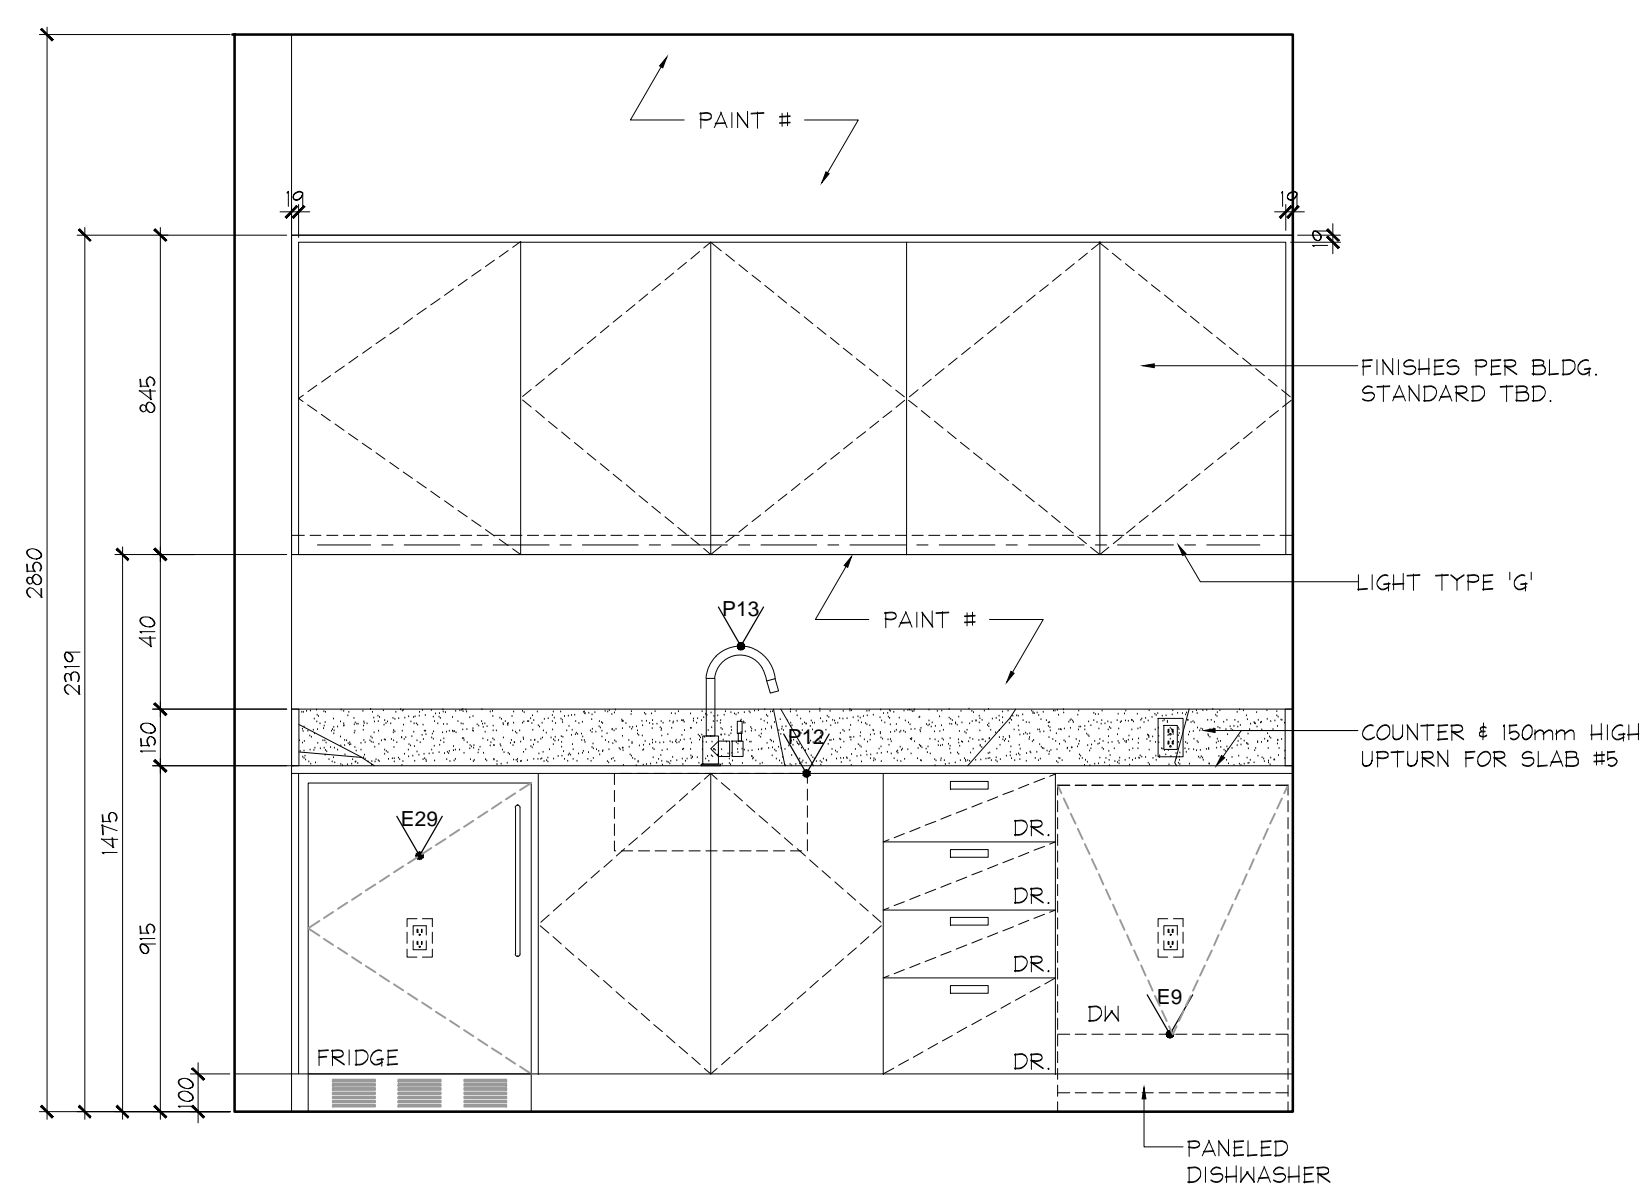 PAINT #
19
19
19
845
FINISHES PER BLDG.
STANDARD TBD.
2850
LIGHT TYPE 'G'
P13
410
PAINT #
2319
150
P12
COUNTER & 150mm HIGH
UPTURN FOR SLAB #5
1475
E29
DR.
DR.
915
DR.
E9
DW
FRIDGE
DR.
100
PANELED
DISHWASHER